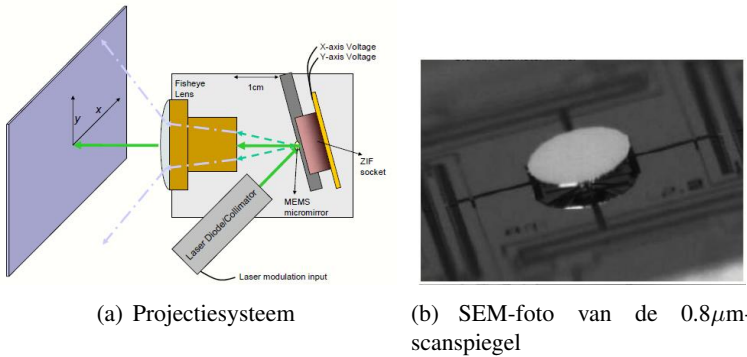 X-axis Voltage
Y-axis Voltage
Fisheye
Lens
1cm
y
x
ZIF
socket
MEMS
micromirror
Laser Diode/Collimator
Laser modulation input
(a) Projectiesysteem
(b) SEM-foto van de 0.8μm-
scanspiegel